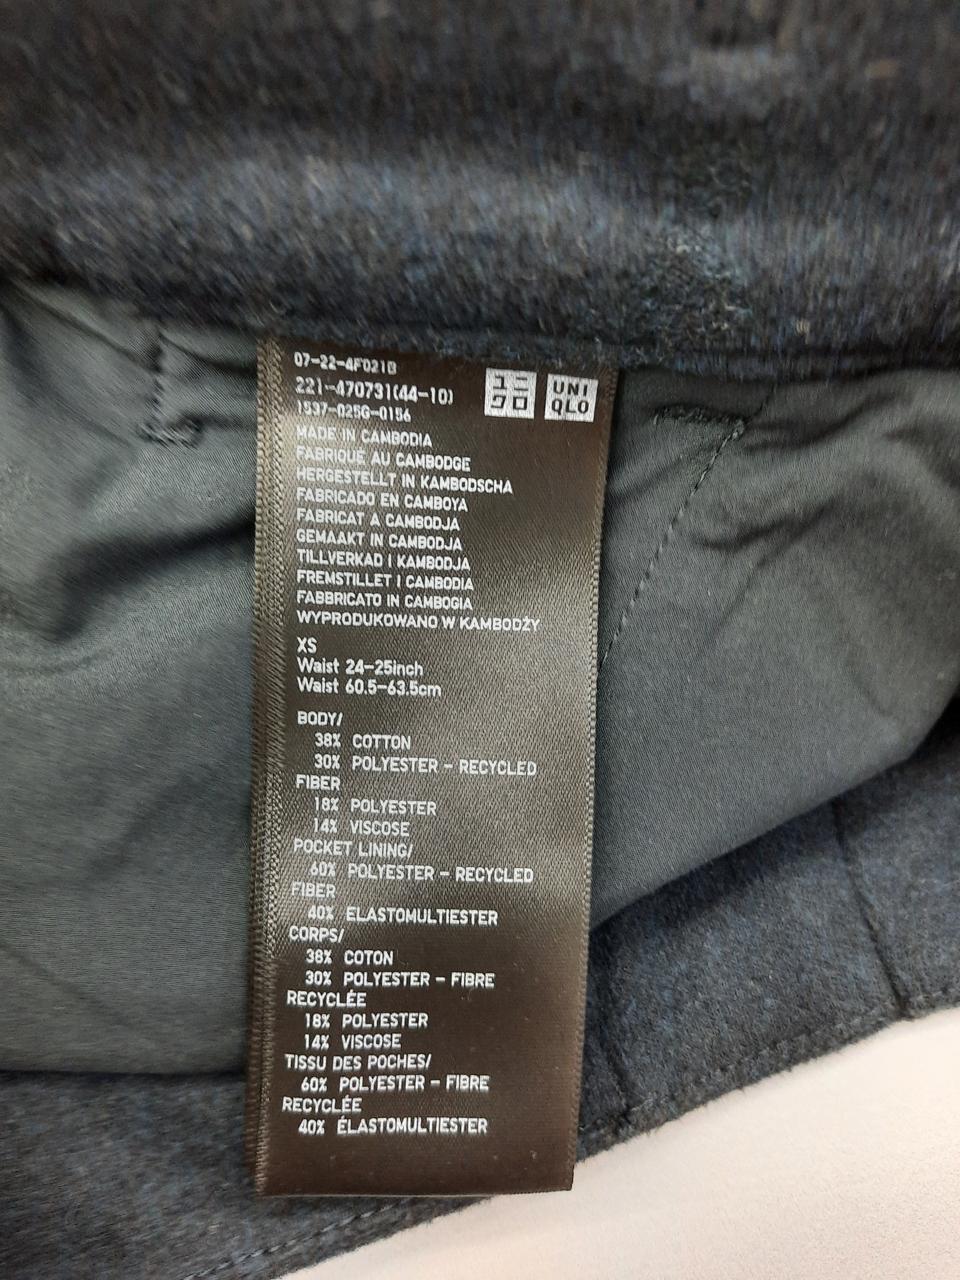 07-22-4F021B
221-470731(44-10)
1537-025G-0156
ユニ
クロ
UNI
QLO
MADE IN CAMBODIA
FABRIQUÉ AU CAMBODGE
HERGESTELLT IN KAMBODSCHA
FABRICADO EN CAMBOYA
FABRICAT A CAMBODJA
GEMAAKT IN CAMBODJA
TILLVERKAD I KAMBODJA
FREMSTILLET I CAMBODIA
FABBRICATO IN CAMBOGIA
WYPRODUKOWANO W KAMBODŻY
XS
Waist 24-25inch
Waist 60.5-63.5cm
BODY/
38% COTTON
30% POLYESTER - RECYCLED
FIBER
18% POLYESTER
14% VISCOSE
POCKET LINING/
60% POLYESTER - RECYCLED
FIBER
40% ELASTOMULTIESTER
CORPS/
38% COTON
30% POLYESTER - FIBRE
RECYCLÉE
18% POLYESTER
14% VISCOSE
TISSU DES POCHES/
60% POLYESTER - FIBRE
RECYCLÉE
40% ÉLASTOMULTIESTER